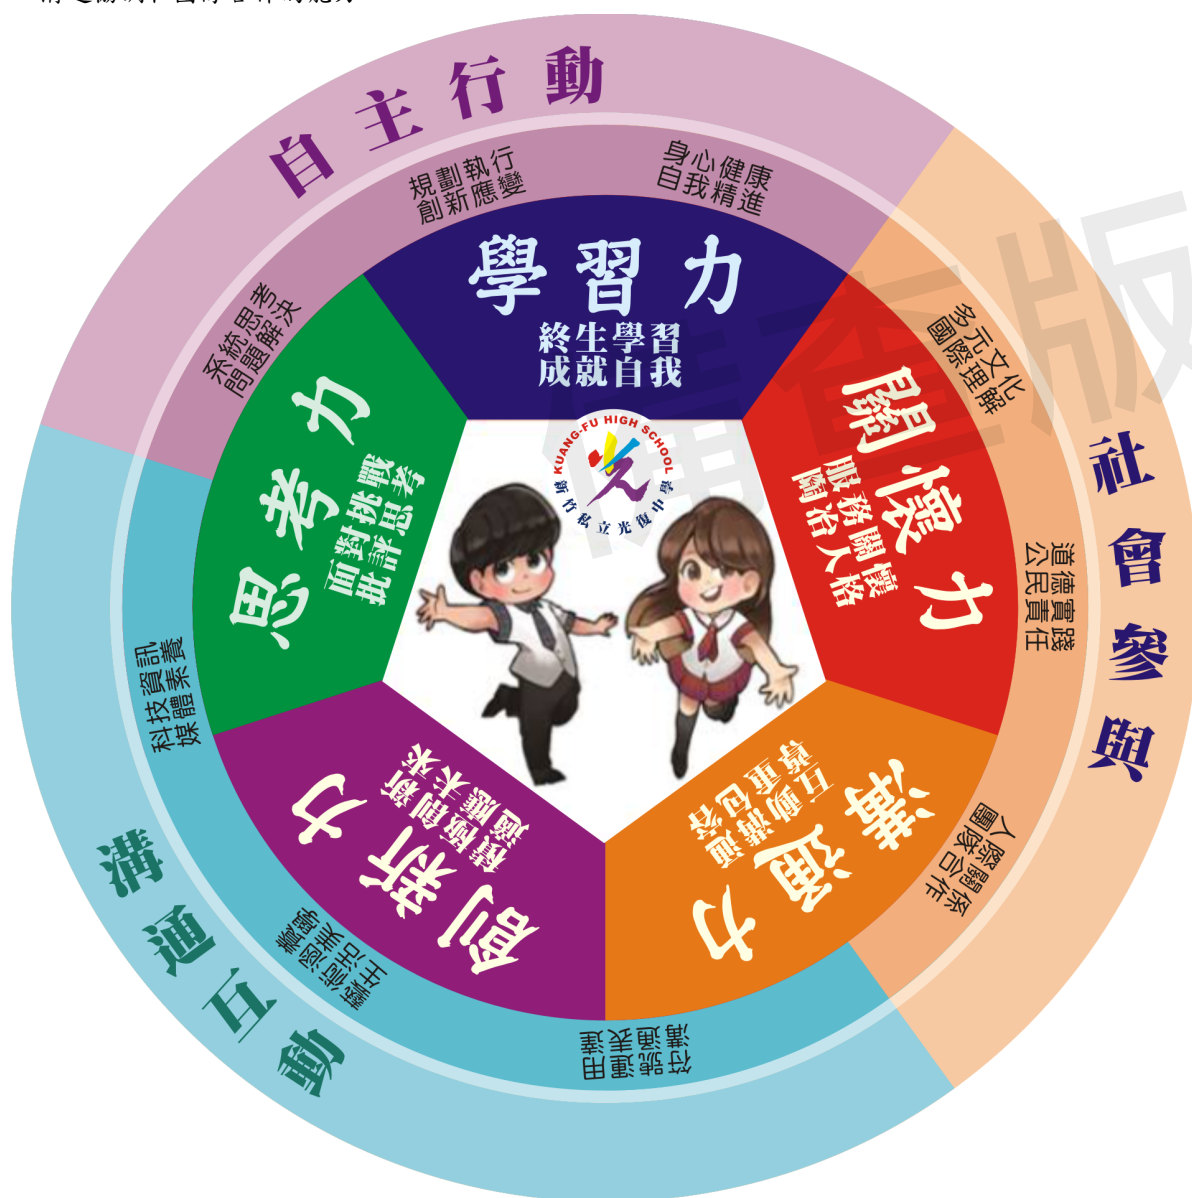 自主行動
規劃執行
創新應變
身心健康
自我精進
系統思考
問題解決
學習力
終生學習
成就自我
關懷力
服務關懷
陶冶人格
多元文化
國際理解
社會參與
道德實踐
公民責任
人際關係
團隊合作
溝通力
互動溝通
尊重包容
思考力
面對挑戰
批評思考
創新力
積極創新
適應未來
科技資訊
媒體素養
藝術涵養
生活美學
符號運用
溝通表達
溝通互動
KUANG-FU HIGH SCHOOL
新竹私立光復中學
備查版